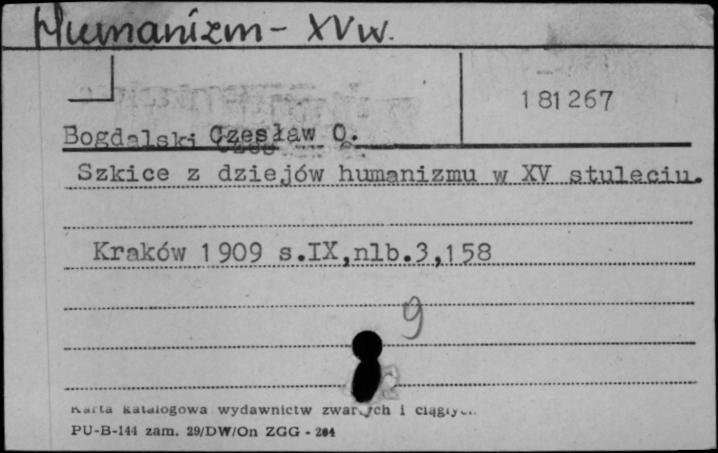 Humanizm - XV w.
181267
Bogdalski Czesław O.
Szkice z dziejów humanizmu w XV stuleciu.
Kraków 1909 s.IX,nlb.3,158
9
Karta katalogowa wydawnictw zwartych i ciągłych
PU-B-144 zam. 29/DW/On ZGG - 204